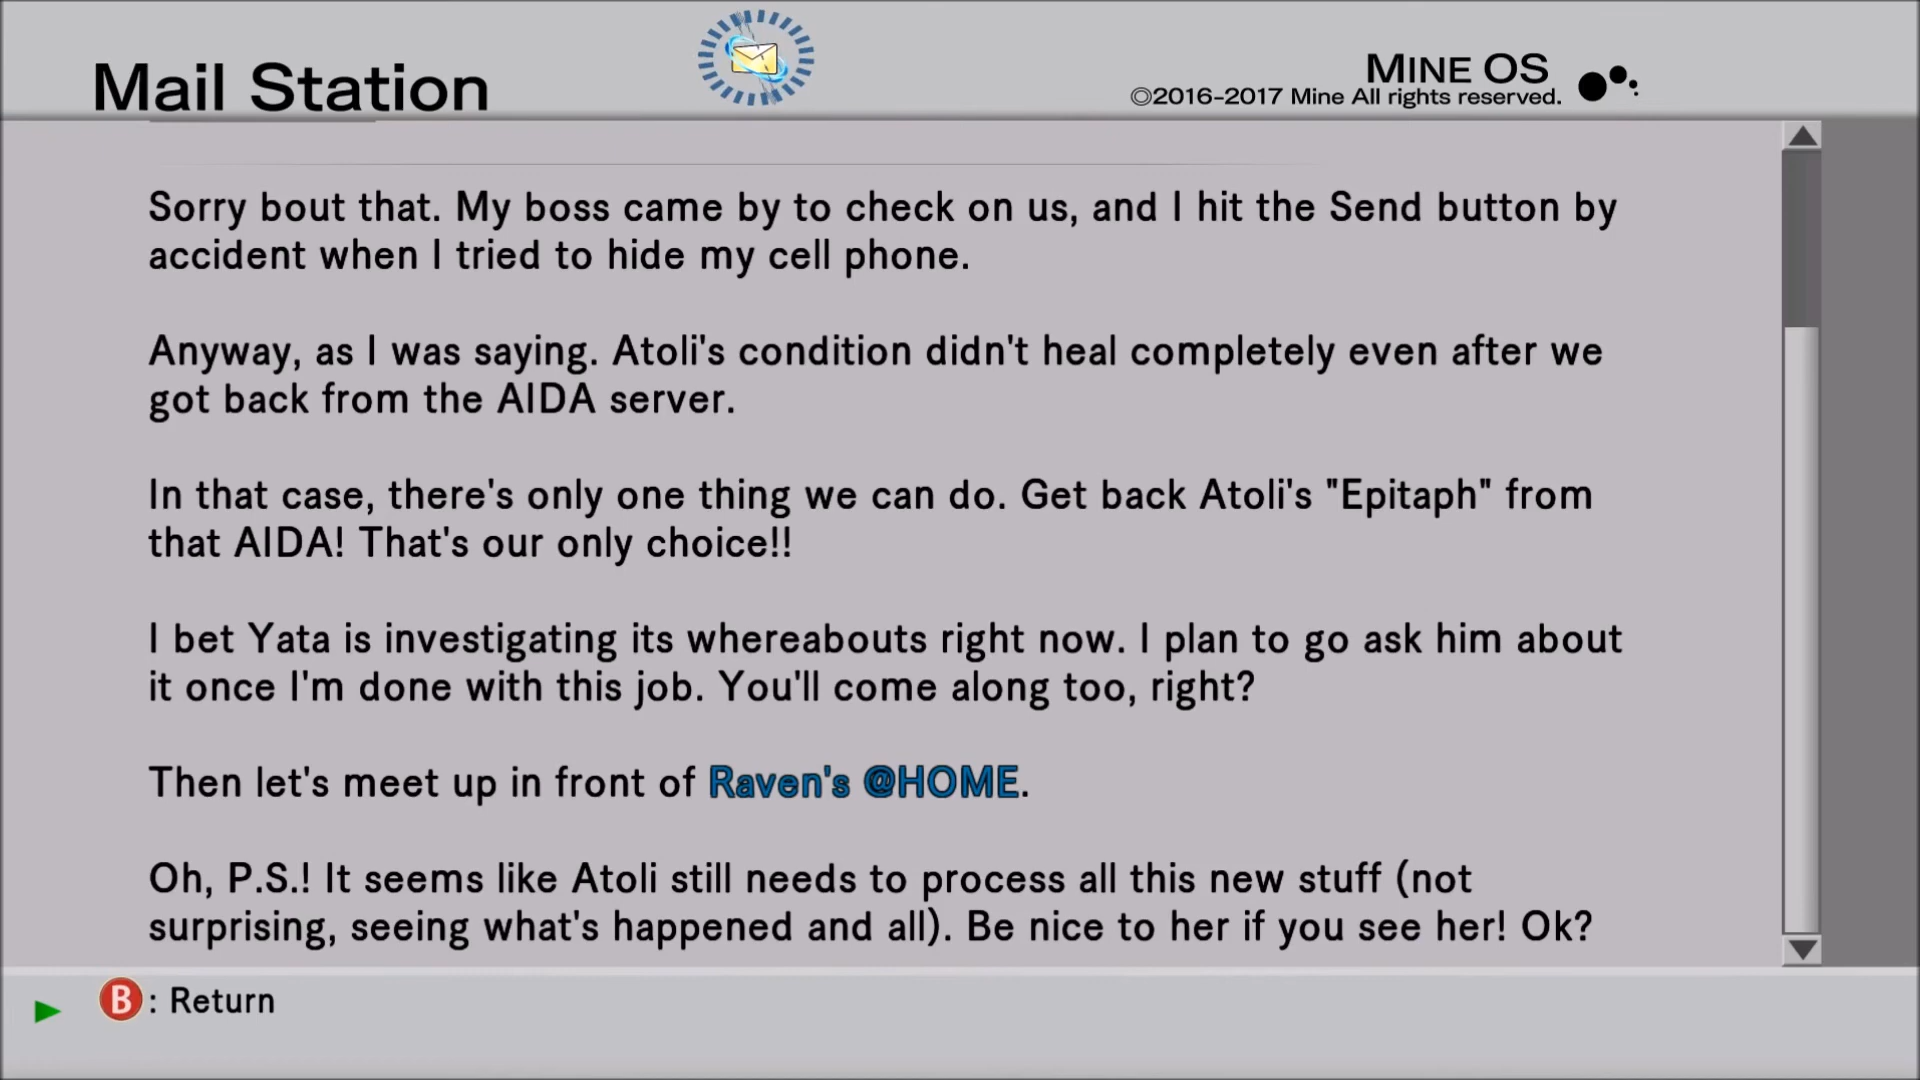 Mail Station
MINE OS
©2016-2017 Mine All rights reserved.
Sorry bout that. My boss came by to check on us, and I hit the Send button by
accident when I tried to hide my cell phone.
Anyway, as I was saying. Atoli's condition didn't heal completely even after we
got back from the AIDA server.
In that case, there's only one thing we can do. Get back Atoli's "Epitaph" from
that AIDA! That's our only choice!!
I bet Yata is investigating its whereabouts right now. I plan to go ask him about
it once I'm done with this job. You'll come along too, right?
Then let's meet up in front of Raven's @HOME.
Oh, P.S.! It seems like Atoli still needs to process all this new stuff (not
surprising, seeing what's happened and all). Be nice to her if you see her! Ok?
B : Return